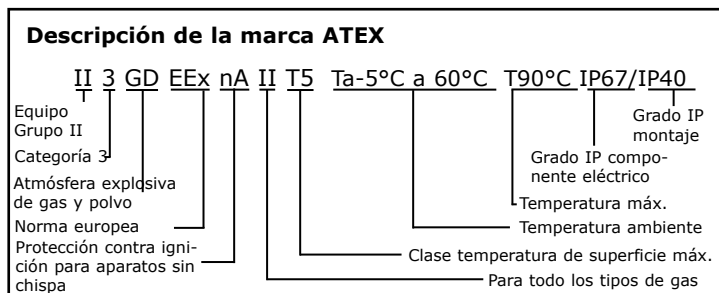 Descripción de la marca ATEX
II 3 GD EEx nA II T5 Ta-5°C a 60°C T90°C IP67/IP40
Equipo
Grupo II
Categoría 3
Atmósfera explosiva
de gas y polvo
Norma europea
Protección contra igni-
ción para aparatos sin
chispa
Grado IP
montaje
Grado IP compo-
nente eléctrico
Temperatura máx.
Temperatura ambiente
Clase temperatura de superficie máx.
Para todo los tipos de gas